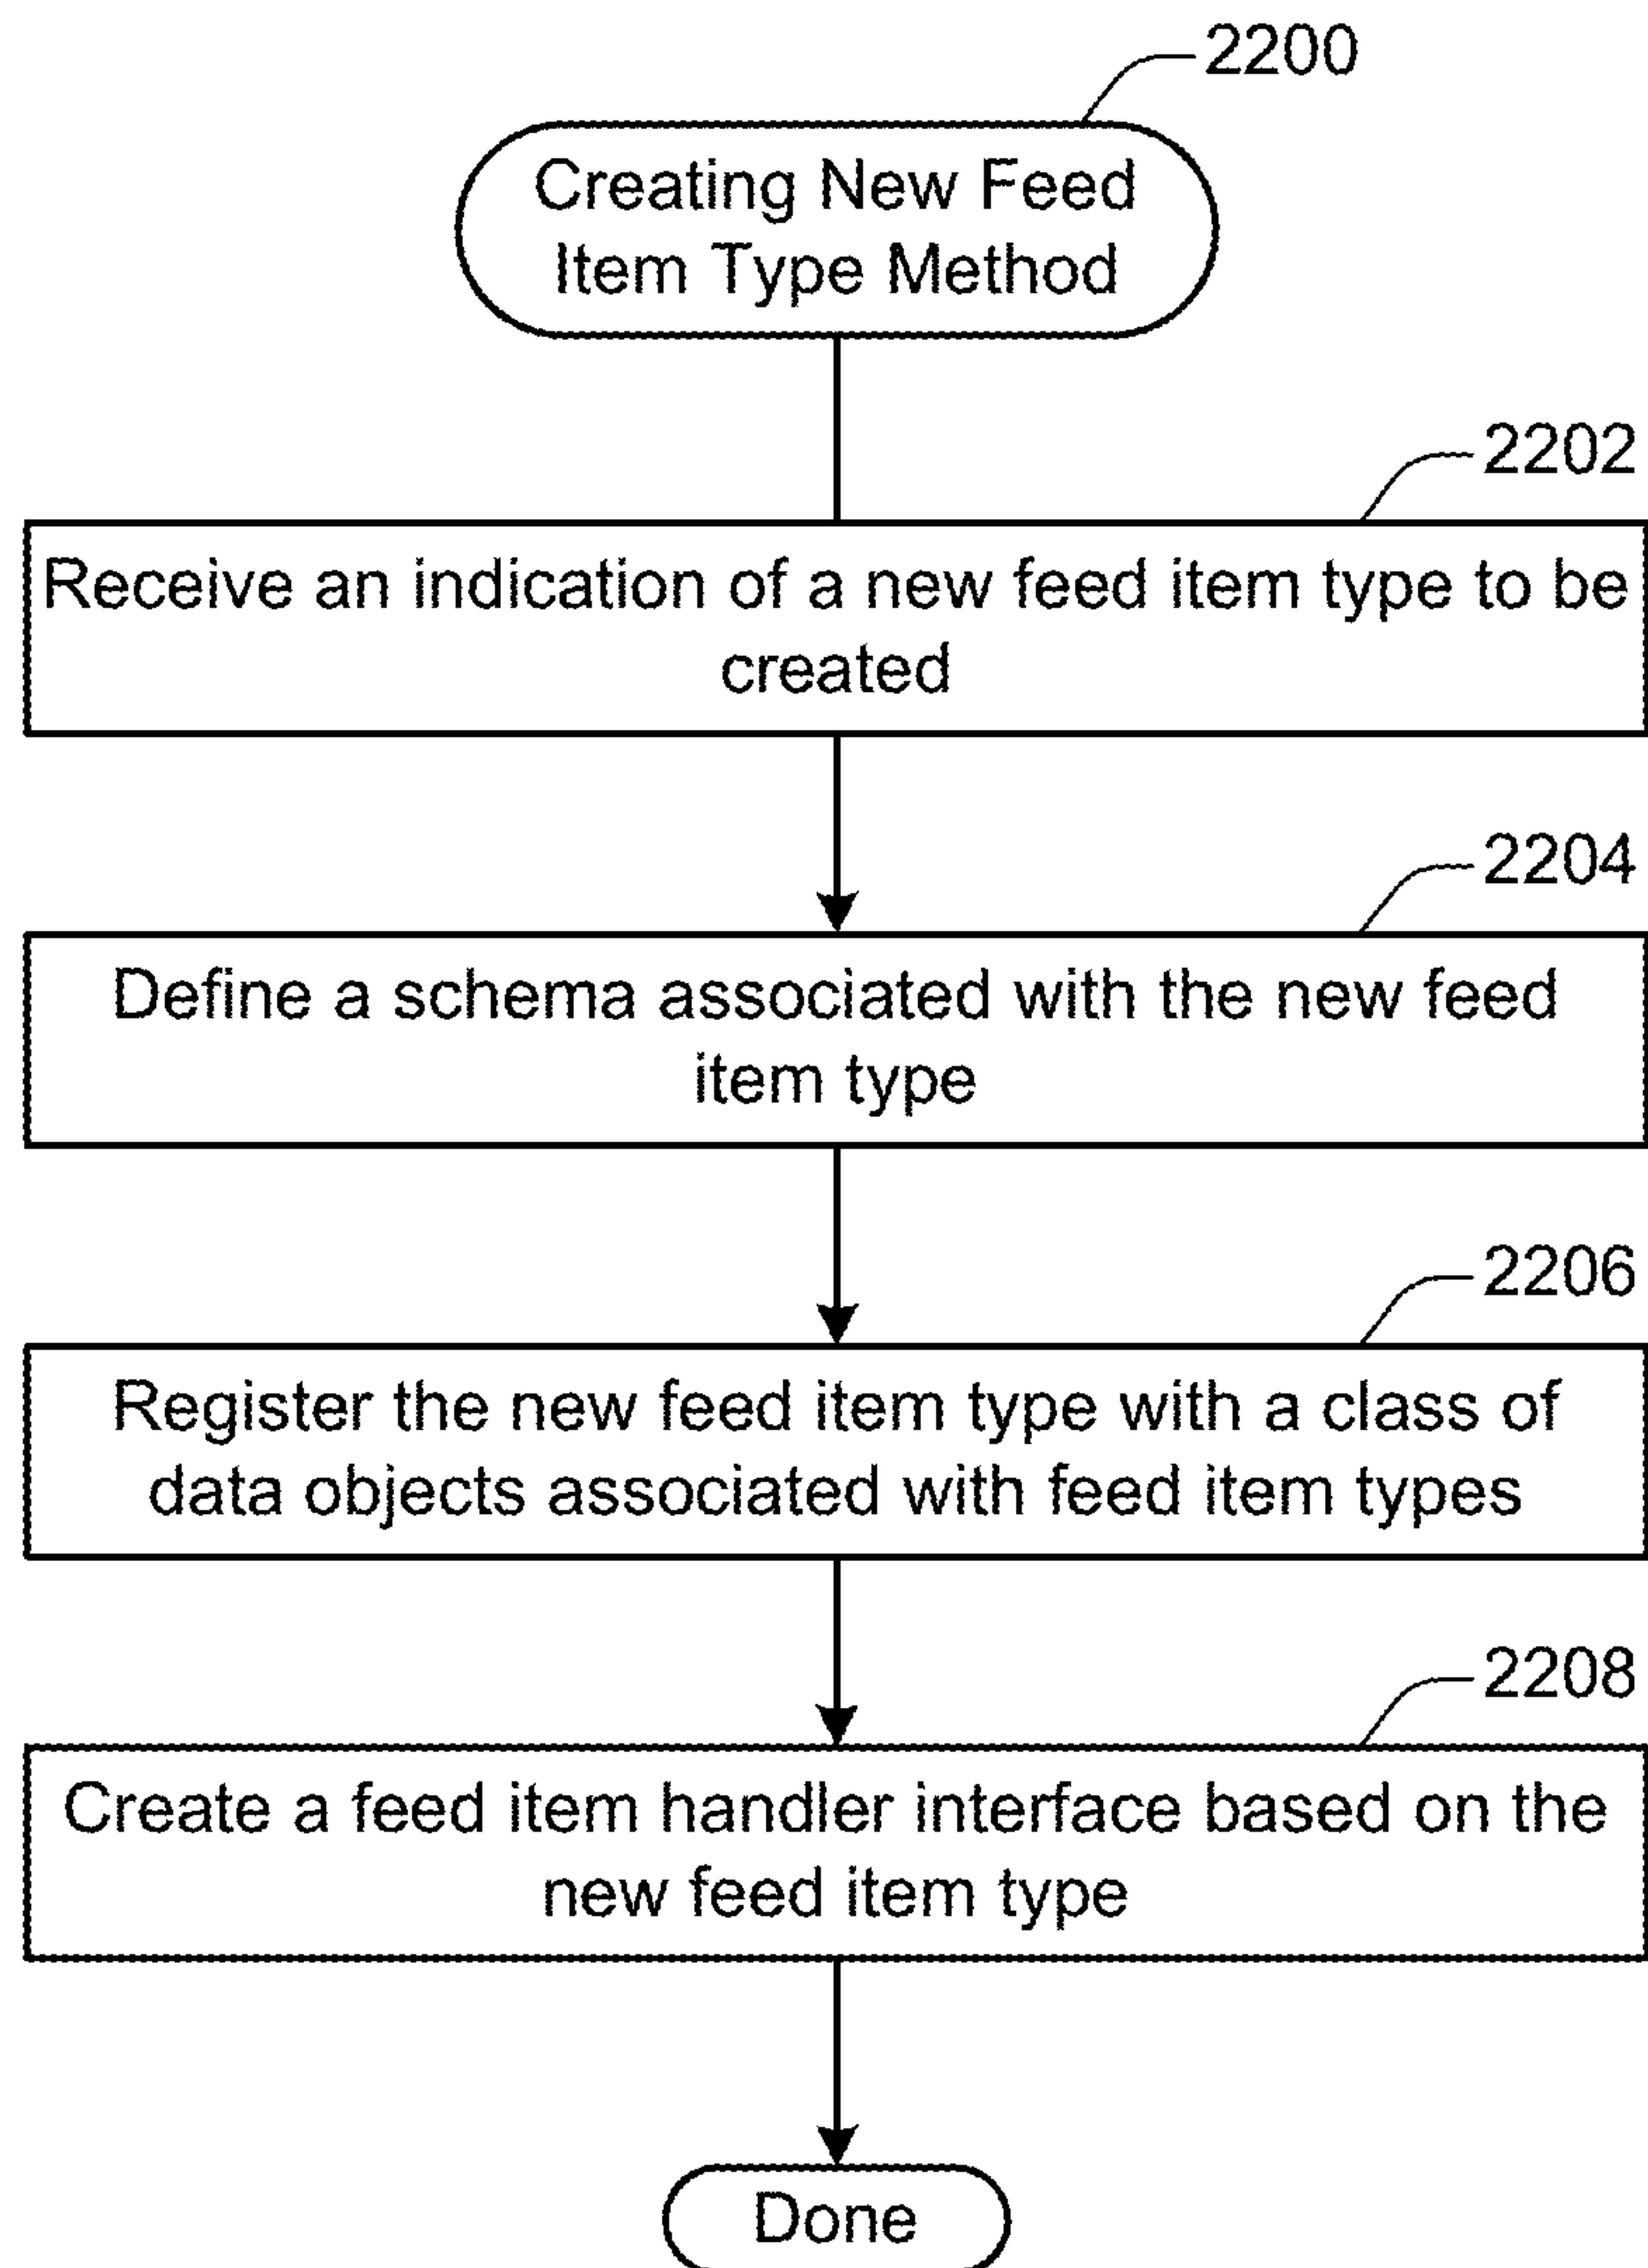 2200
Creating New Feed
Item Type Method
2202
Receive an indication of a new feed item type to be
created
2204
Define a schema associated with the new feed
item type
2206
Register the new feed item type with a class of
data objects associated with feed item types
2208
Create a feed item handler interface based on the
new feed item type
Done